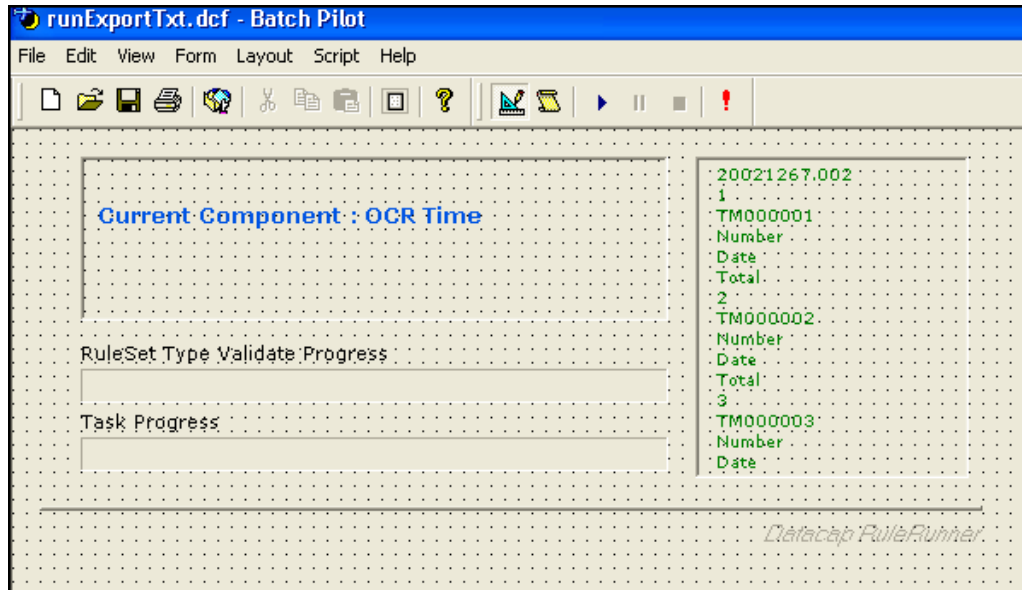 runExportTxt.dcf - Batch Pilot
File Edit View Form Layout Script Help
Current Component : OCR Time
RuleSet Type Validate Progress
Task Progress
20021267.002
1
TM000001
Number
Date
Total
2
TM000002
Number
Date
Total
3
TM000003
Number
Date
Datacap RuleRunner